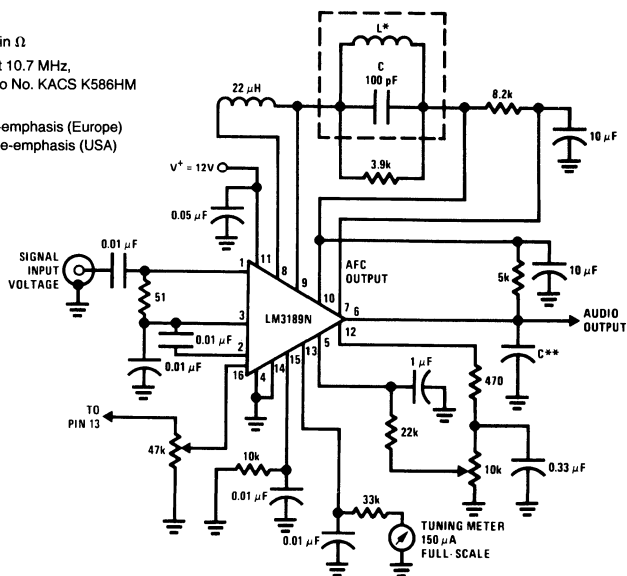 in Ω
t 10.7 MHz,
o No. KACS K586HM
-emphasis (Europe)
e-emphasis (USA)
L*
C
100 pF
22 μH
8.2k
10 μF
3.9k
V+ = 12V
0.05 μF
0.01 μF
SIGNAL
INPUT
VOLTAGE
1
11
8
9
51
3
LM3189N
10
7
6
AFC
OUTPUT
5k
10 μF
AUDIO
OUTPUT
0.01 μF
2
12
5
13
15
14
4
16
0.01 μF
C**
1 μF
470
TO
PIN 13
47k
22k
10k
0.33 μF
10k
0.01 μF
33k
0.01 μF
TUNING METER
150 μA
FULL-SCALE